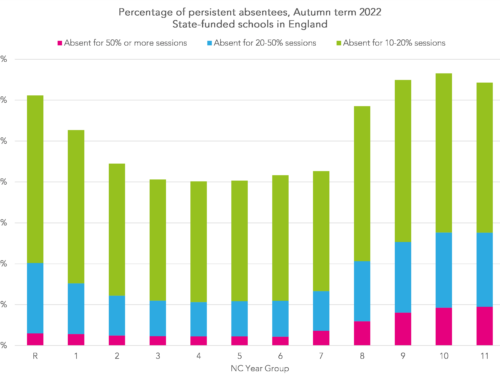 Percentage of persistent absentees, Autumn term 2022
State-funded schools in England
Absent for 50% or more sessions Absent for 20-50% sessions Absent for 10-20% sessions
%
%
%
%
%
%
%
%
R 1 2 3 4 5 6 7 8 9 10 11
NC Year Group